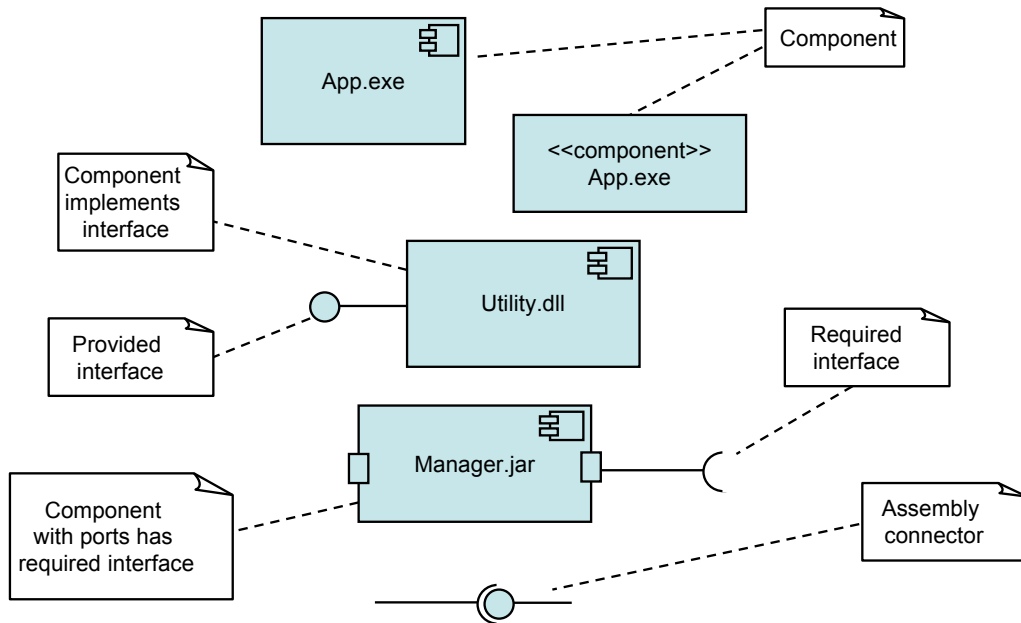 App.exe
Component
<<component>>
App.exe
Component
implements
interface
Utility.dll
Provided
interface
Required
interface
Manager.jar
Component
with ports has
required interface
Assembly
connector